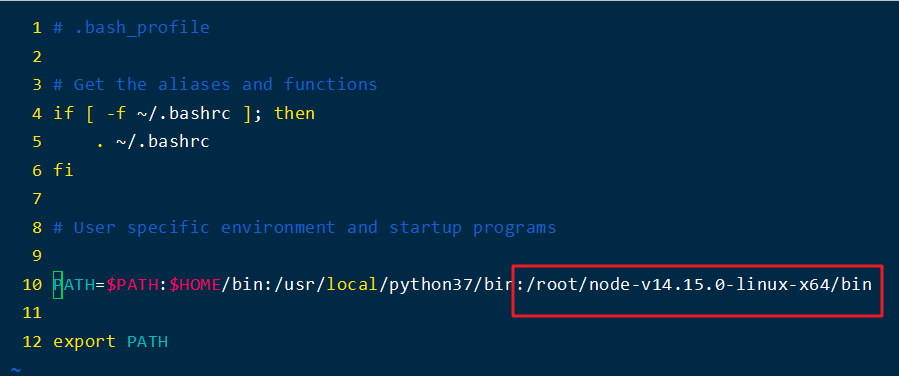 1 # .bash_profile
2
3 # Get the aliases and functions
4 if [ -f ~/.bashrc ]; then
5     . ~/.bashrc
6 fi
7
8 # User specific environment and startup programs
9
10 PATH=$PATH:$HOME/bin:/usr/local/python37/bin:/root/node-v14.15.0-linux-x64/bin
11
12 export PATH
~